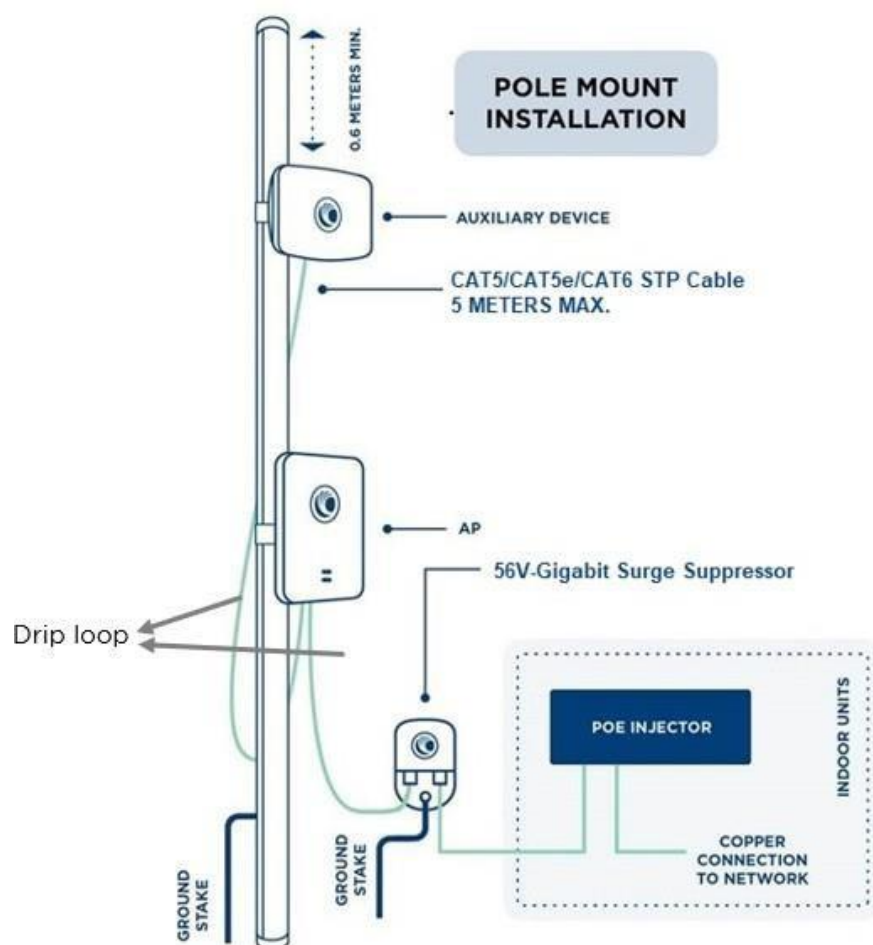 0.6 METERS MIN.
POLE MOUNT
INSTALLATION
AUXILIARY DEVICE
CAT5/CAT5e/CAT6 STP Cable
5 METERS MAX.
AP
56V-Gigabit Surge Suppressor
Drip loop
INDOOR UNITS
POE INJECTOR
COPPER
CONNECTION
TO NETWORK
GROUND
STAKE
GROUND
STAKE